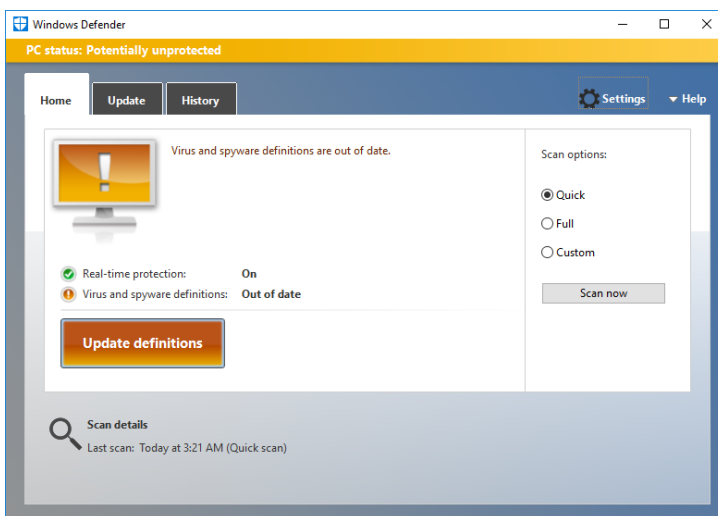 Windows Defender
PC status: Potentially unprotected
Home
Update
History
Settings
Help
Virus and spyware definitions are out of date.
Real-time protection: On
Virus and spyware definitions: Out of date
Update definitions
Scan options:
Quick
Full
Custom
Scan now
Scan details
Last scan: Today at 3:21 AM (Quick scan)